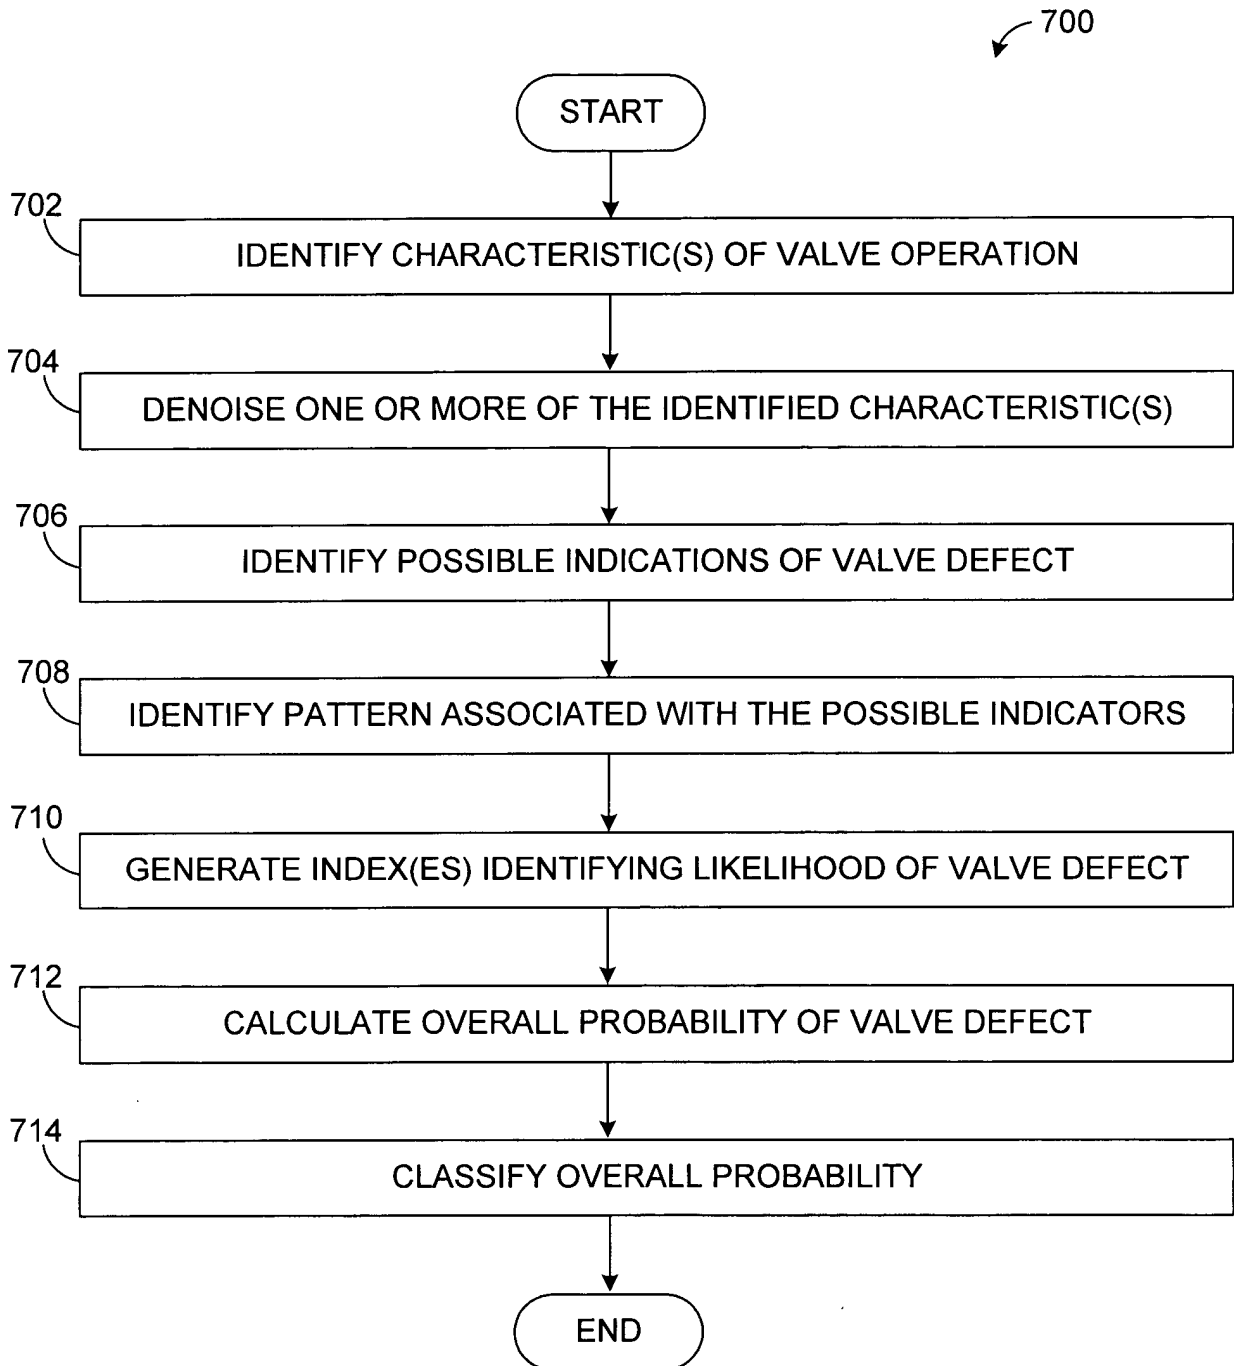 700
START
702
IDENTIFY CHARACTERISTIC(S) OF VALVE OPERATION
704
DENOISE ONE OR MORE OF THE IDENTIFIED CHARACTERISTIC(S)
706
IDENTIFY POSSIBLE INDICATIONS OF VALVE DEFECT
708
IDENTIFY PATTERN ASSOCIATED WITH THE POSSIBLE INDICATORS
710
GENERATE INDEX(ES) IDENTIFYING LIKELIHOOD OF VALVE DEFECT
712
CALCULATE OVERALL PROBABILITY OF VALVE DEFECT
714
CLASSIFY OVERALL PROBABILITY
END